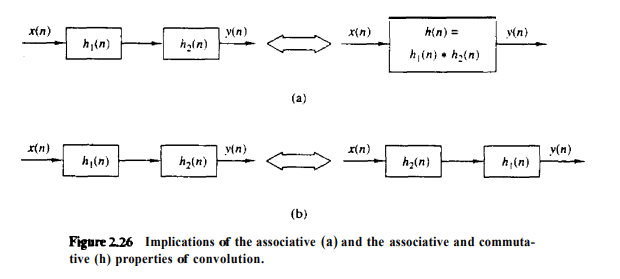 x(n) h₁(n) h₂(n) y(n) x(n) h(n) = y(n)
h₁(n) • h₂(n)
(a)
x(n) h₁(n) h₂(n) y(n) x(n) h₂(n) h₁(n) y(n)
(b)
Figure 2.26 Implications of the associative (a) and the associative and commuta-
tive (h) properties of convolution.